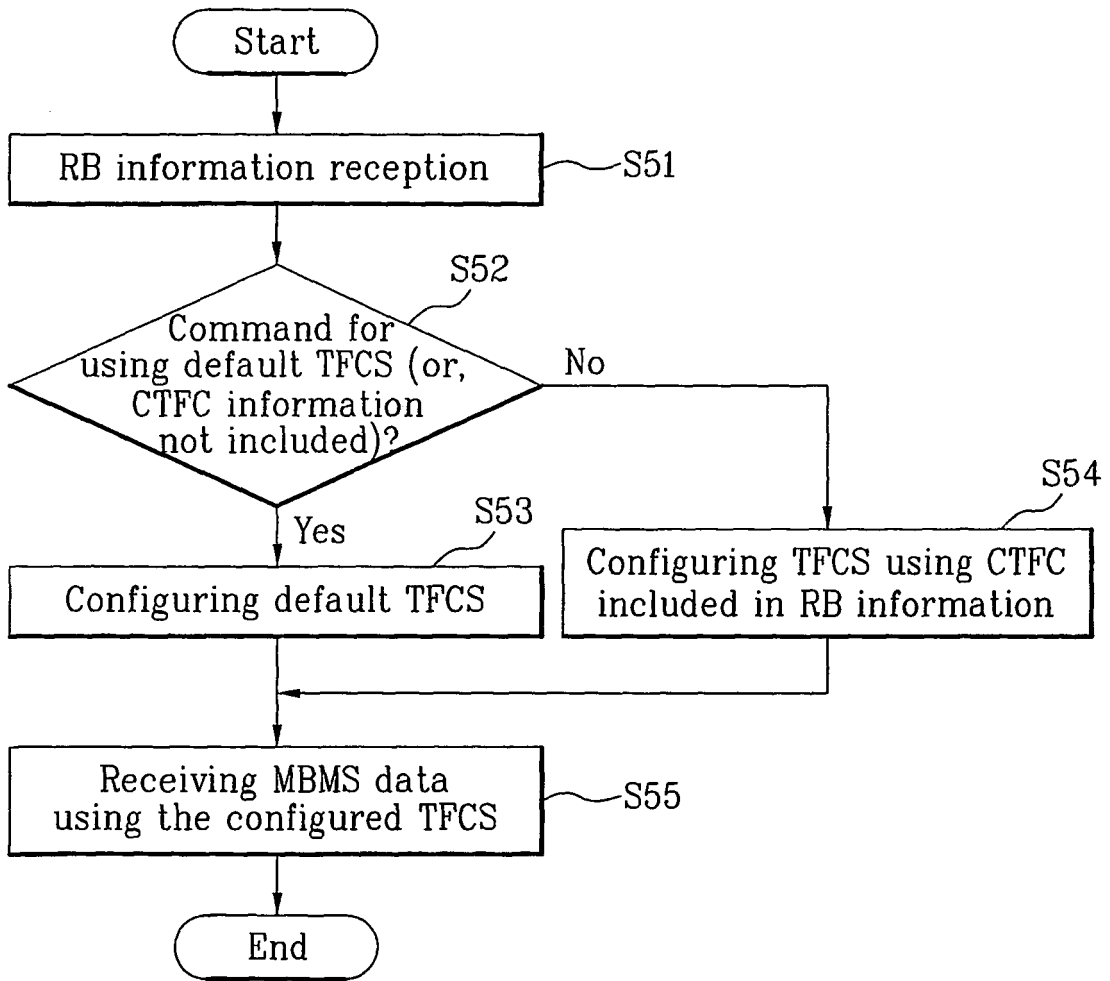 Start
RB information reception
S51
S52
Command for
using default TFCS (or,
CTFC information
not included)?
No
Yes
S53
S54
Configuring default TFCS
Configuring TFCS using CTFC
included in RB information
Receiving MBMS data
using the configured TFCS
S55
End